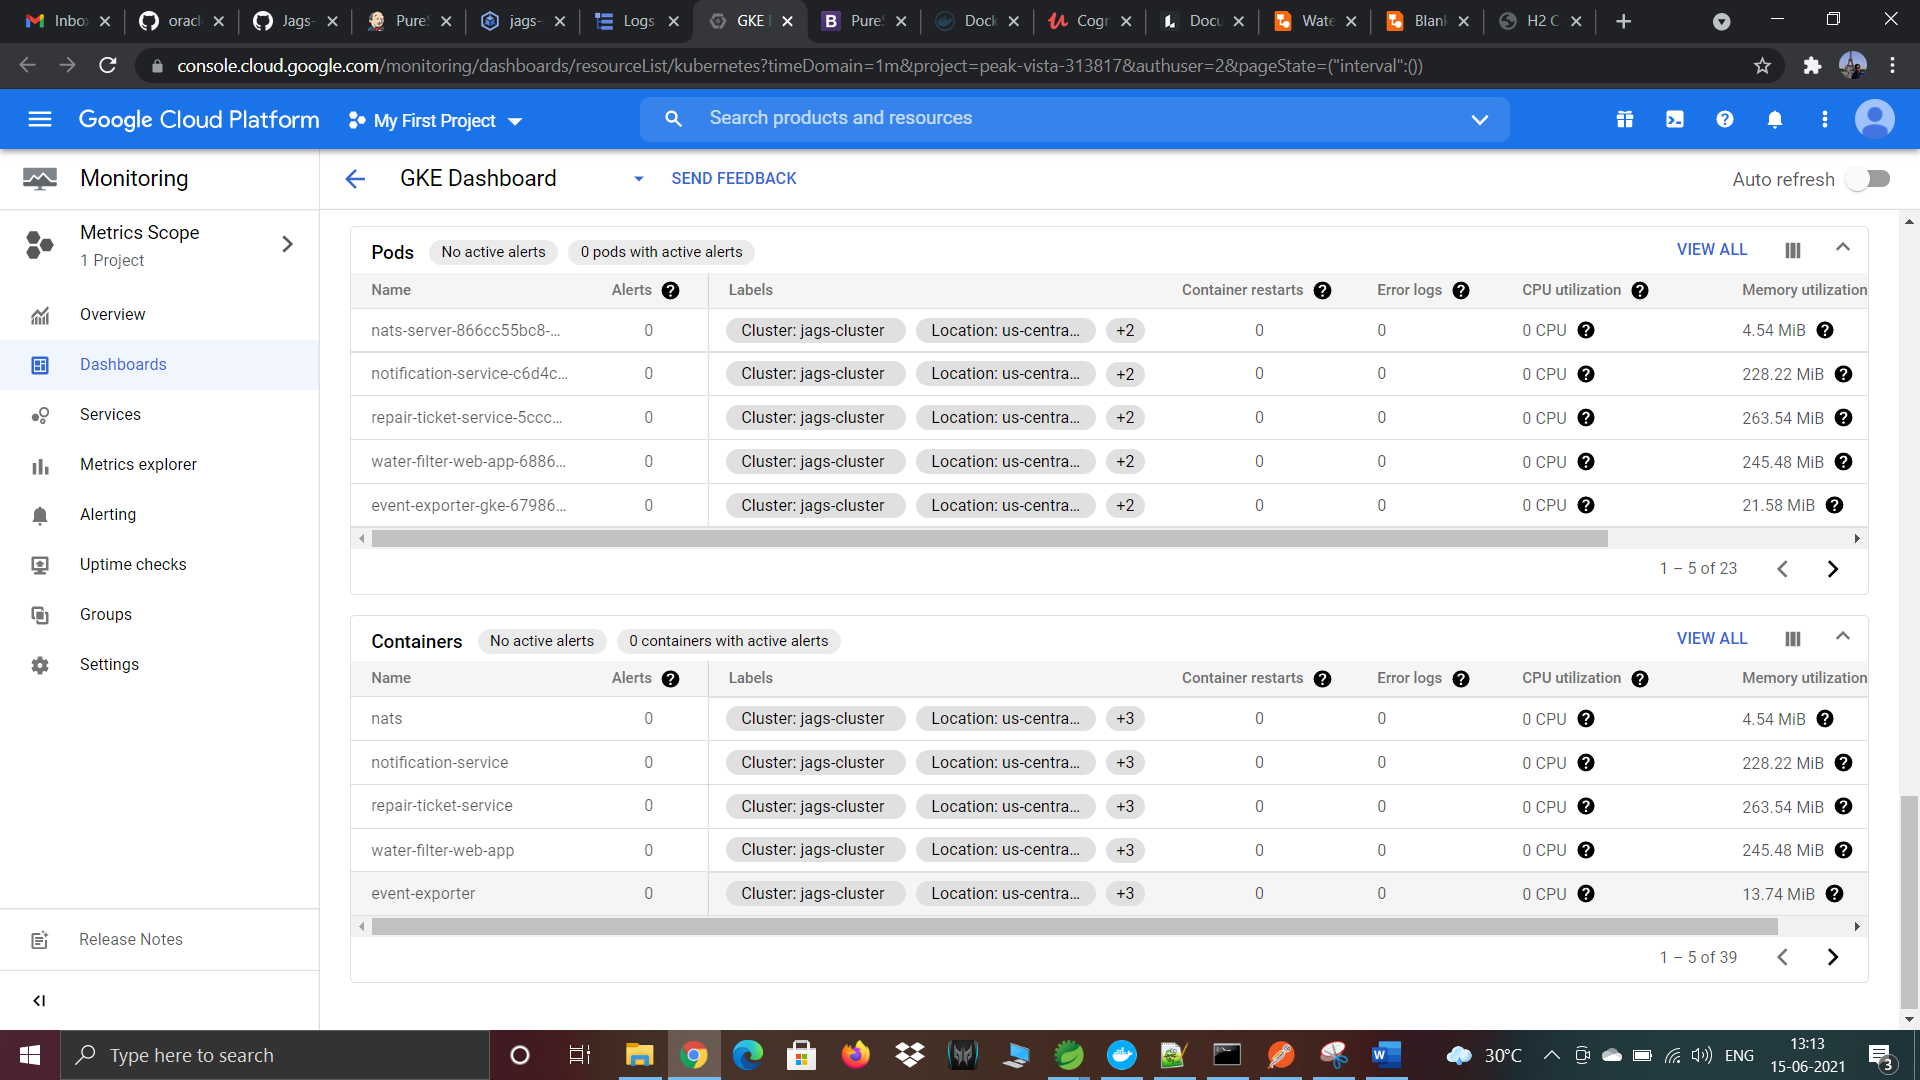 Inbo
orac
Jags-
PureS
jags-
Logs
GKE
PureS
Dock
Cogr
Docu
Wate
Blan
H2 C
console.cloud.google.com/monitoring/dashboards/resourceList/kubernetes?timeDomain=1m&project=peak-vista-313817&authuser=2&pageState=("interval":())
Google Cloud Platform
My First Project
Search products and resources
Monitoring
GKE Dashboard
SEND FEEDBACK
Auto refresh
Metrics Scope
1 Project
Overview
Dashboards
Services
Metrics explorer
Alerting
Uptime checks
Groups
Settings
Release Notes
Pods No active alerts 0 pods with active alerts VIEW ALL
Name Alerts Labels Container restarts Error logs CPU utilization Memory utilization
nats-server-866cc55bc8-... 0 Cluster: jags-cluster Location: us-centra... +2 0 0 0 CPU 4.54 MiB
notification-service-c6d4c... 0 Cluster: jags-cluster Location: us-centra... +2 0 0 0 CPU 228.22 MiB
repair-ticket-service-5ccc... 0 Cluster: jags-cluster Location: us-centra... +2 0 0 0 CPU 263.54 MiB
water-filter-web-app-6886... 0 Cluster: jags-cluster Location: us-centra... +2 0 0 0 CPU 245.48 MiB
event-exporter-gke-67986... 0 Cluster: jags-cluster Location: us-centra... +2 0 0 0 CPU 21.58 MiB
1 – 5 of 23
Containers No active alerts 0 containers with active alerts VIEW ALL
Name Alerts Labels Container restarts Error logs CPU utilization Memory utilization
nats 0 Cluster: jags-cluster Location: us-centra... +3 0 0 0 CPU 4.54 MiB
notification-service 0 Cluster: jags-cluster Location: us-centra... +3 0 0 0 CPU 228.22 MiB
repair-ticket-service 0 Cluster: jags-cluster Location: us-centra... +3 0 0 0 CPU 263.54 MiB
water-filter-web-app 0 Cluster: jags-cluster Location: us-centra... +3 0 0 0 CPU 245.48 MiB
event-exporter 0 Cluster: jags-cluster Location: us-centra... +3 0 0 0 CPU 13.74 MiB
1 – 5 of 39
Type here to search
30°C
ENG
13:13
15-06-2021
3